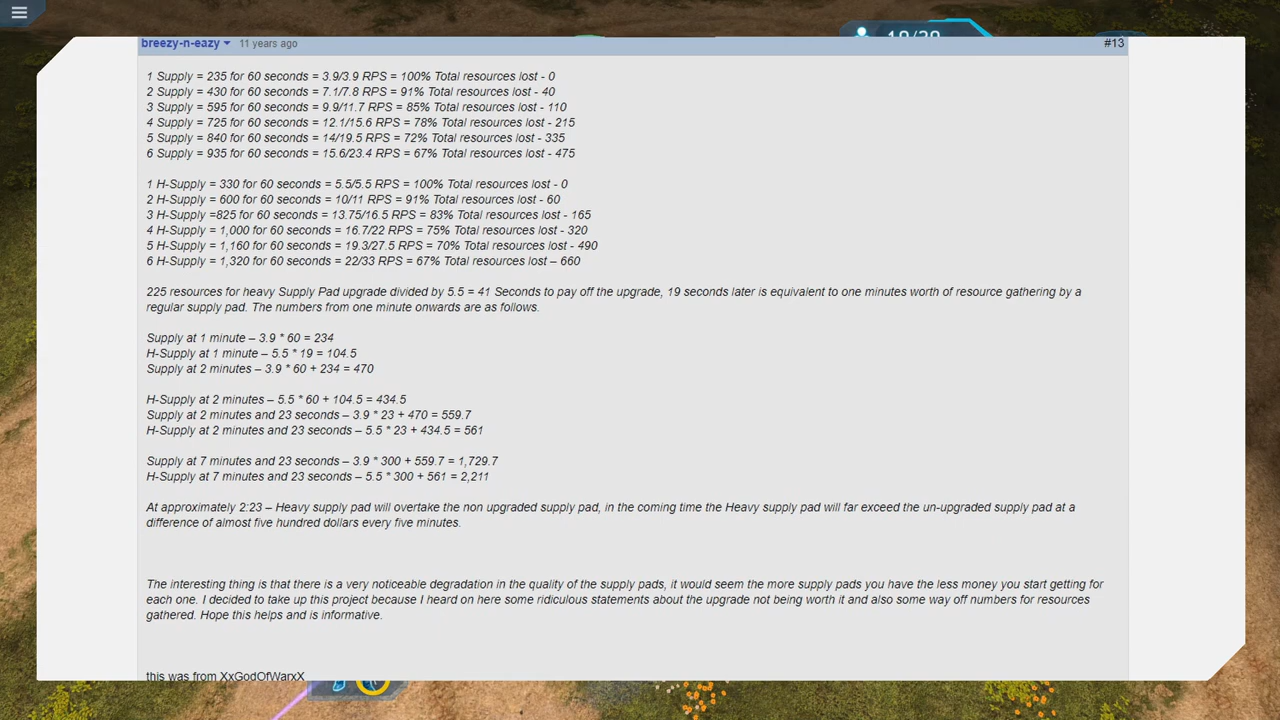 breezy-n-eazy 11 years ago #13
1 Supply = 235 for 60 seconds = 3.9/3.9 RPS = 100% Total resources lost - 0
2 Supply = 430 for 60 seconds = 7.1/7.8 RPS = 91% Total resources lost - 40
3 Supply = 595 for 60 seconds = 9.9/11.7 RPS = 85% Total resources lost - 110
4 Supply = 725 for 60 seconds = 12.1/15.6 RPS = 78% Total resources lost - 215
5 Supply = 840 for 60 seconds = 14/19.5 RPS = 72% Total resources lost - 335
6 Supply = 935 for 60 seconds = 15.6/23.4 RPS = 67% Total resources lost - 475
1 H-Supply = 330 for 60 seconds = 5.5/5.5 RPS = 100% Total resources lost - 0
2 H-Supply = 600 for 60 seconds = 10/11 RPS = 91% Total resources lost - 60
3 H-Supply =825 for 60 seconds = 13.75/16.5 RPS = 83% Total resources lost - 165
4 H-Supply = 1,000 for 60 seconds = 16.7/22 RPS = 75% Total resources lost - 320
5 H-Supply = 1,160 for 60 seconds = 19.3/27.5 RPS = 70% Total resources lost - 490
6 H-Supply = 1,320 for 60 seconds = 22/33 RPS = 67% Total resources lost – 660
225 resources for heavy Supply Pad upgrade divided by 5.5 = 41 Seconds to pay off the upgrade, 19 seconds later is equivalent to one minutes worth of resource gathering by a
regular supply pad. The numbers from one minute onwards are as follows.
Supply at 1 minute – 3.9 * 60 = 234
H-Supply at 1 minute – 5.5 * 19 = 104.5
Supply at 2 minutes – 3.9 * 60 + 234 = 470
H-Supply at 2 minutes – 5.5 * 60 + 104.5 = 434.5
Supply at 2 minutes and 23 seconds – 3.9 * 23 + 470 = 559.7
H-Supply at 2 minutes and 23 seconds – 5.5 * 23 + 434.5 = 561
Supply at 7 minutes and 23 seconds – 3.9 * 300 + 559.7 = 1,729.7
H-Supply at 7 minutes and 23 seconds – 5.5 * 300 + 561 = 2,211
At approximately 2:23 – Heavy supply pad will overtake the non upgraded supply pad, in the coming time the Heavy supply pad will far exceed the un-upgraded supply pad at a
difference of almost five hundred dollars every five minutes.
The interesting thing is that there is a very noticeable degradation in the quality of the supply pads, it would seem the more supply pads you have the less money you start getting for
each one. I decided to take up this project because I heard on here some ridiculous statements about the upgrade not being worth it and also some way off numbers for resources
gathered. Hope this helps and is informative.
this was from XxGodOfWarxX